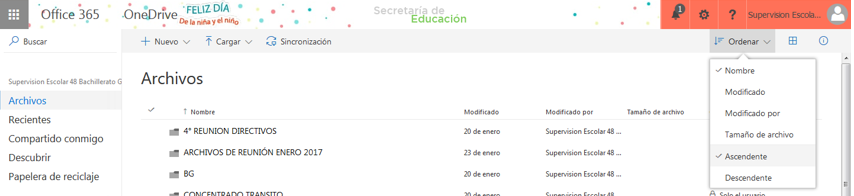 Office 365
OneDrive
¡FELIZ DÍA
De la niña y el niño
Secretaría de
Educación
1
?
Supervision Escola...
Buscar
Nuevo
Cargar
Sincronización
Ordenar
Supervision Escolar 48 Bachillerato G
Archivos
Recientes
Compartido conmigo
Descubrir
Papelera de reciclaje
Archivos
Nombre
Modificado
Modificado por
Tamaño de archivo
4° REUNION DIRECTIVOS
20 de enero
Supervision Escolar 48 ...
ARCHIVOS DE REUNIÓN ENERO 2017
23 de enero
Supervision Escolar 48 ...
BG
20 de enero
Supervision Escolar 48 ...
CONCENTRADO TRANSITO
20 de enero
Supervision Escolar 48 ...
Solo el usuario
Nombre
Modificado
Modificado por
Tamaño de archivo
Ascendente
Descendente